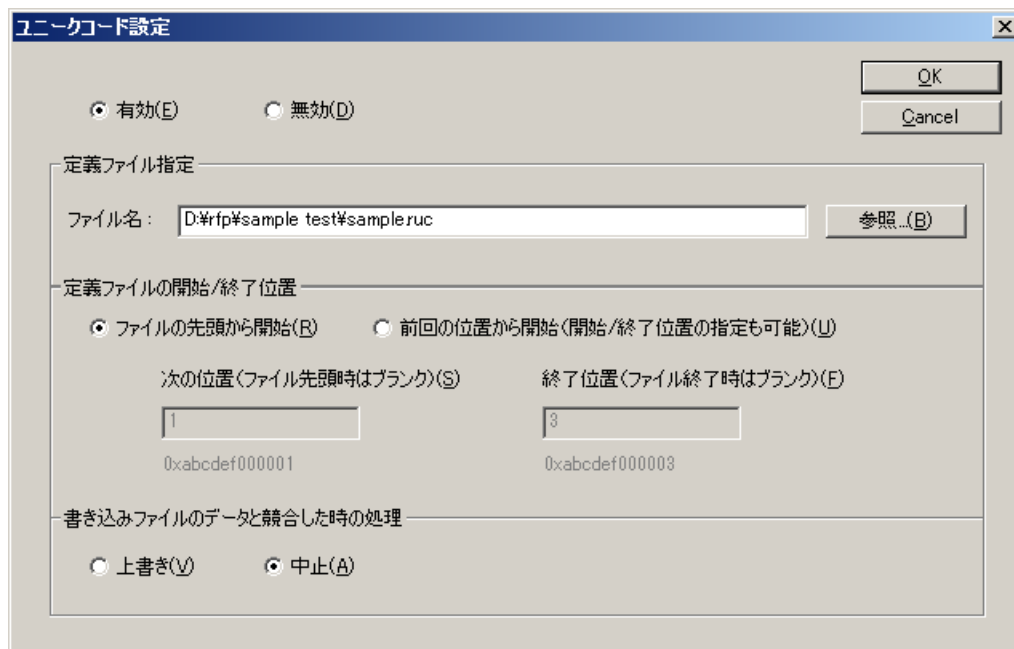 ユニークコード設定
OK
有効(E) 無効(D)
Cancel
定義ファイル指定
ファイル名: D:¥rfp¥sample test¥sample.ruc 参照...(B)
定義ファイルの開始/終了位置
ファイルの先頭から開始(R) 前回の位置から開始(開始/終了位置の指定も可能)(U)
次の位置(ファイル先頭時はブランク)(S) 終了位置(ファイル終了時はブランク)(F)
1 3
0xabcdef000001 0xabcdef000003
書き込みファイルのデータと競合した時の処理
上書き(V) 中止(A)